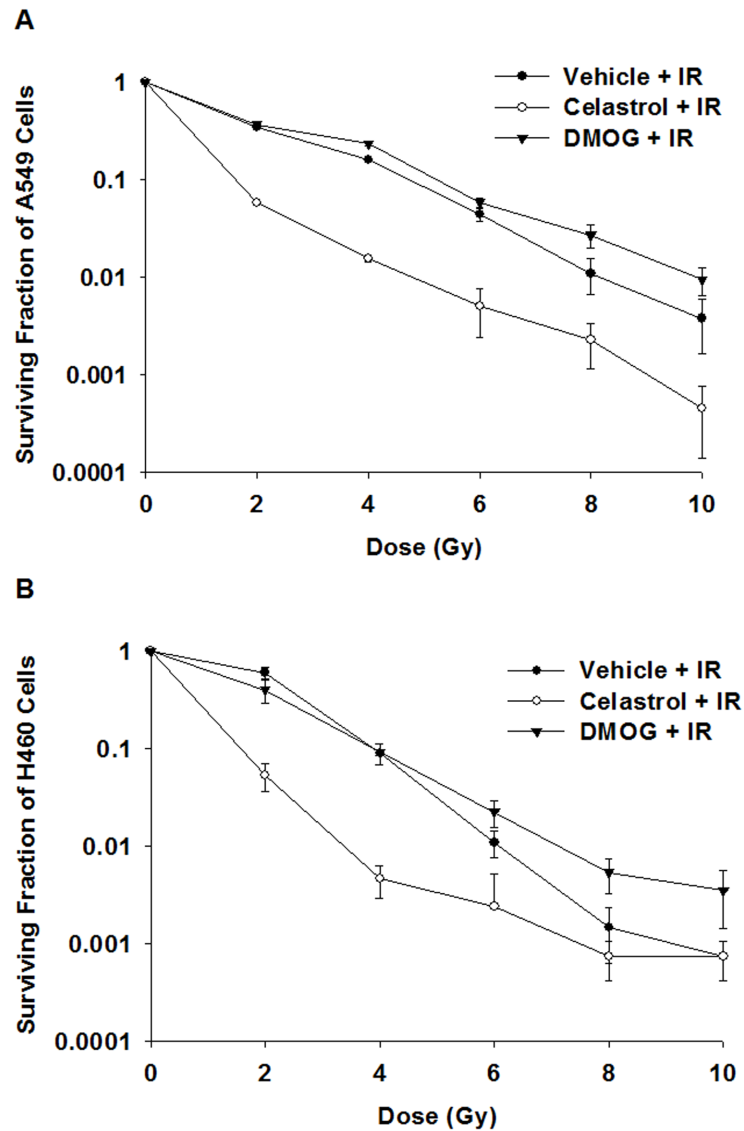 A
Vehicle + IR
Celastrol + IR
DMOG + IR
1
0.1
0.01
0.001
0.0001
Surviving Fraction of A549 Cells
0 2 4 6 8 10
Dose (Gy)
B
Vehicle + IR
Celastrol + IR
DMOG + IR
1
0.1
0.01
0.001
0.0001
Surviving Fraction of H460 Cells
0 2 4 6 8 10
Dose (Gy)